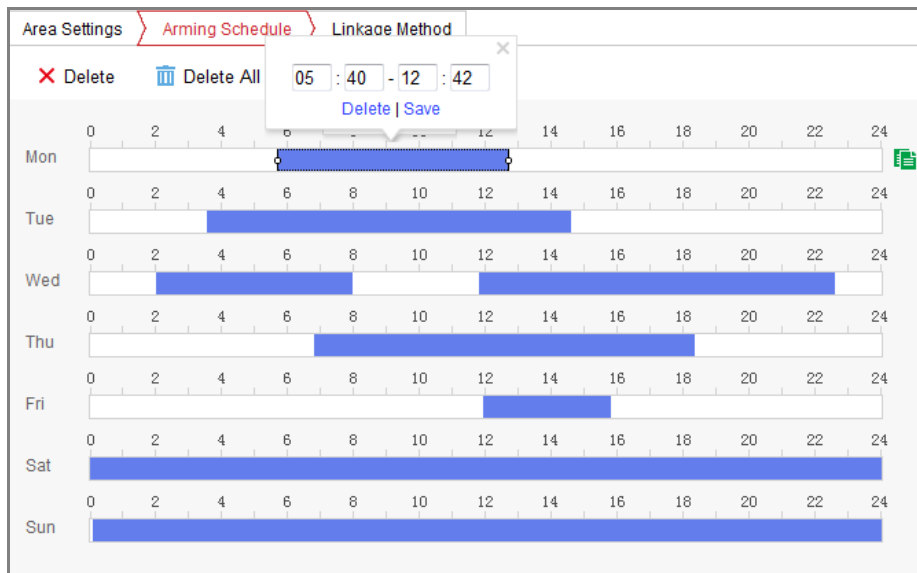 Area Settings Arming Schedule Linkage Method
Delete Delete All
05 : 40 - 12 : 42
Delete | Save
0 2 4 6 12 14 16 18 20 22 24
Mon
0 2 4 6 8 10 12 14 16 18 20 22 24
Tue
0 2 4 6 8 10 12 14 16 18 20 22 24
Wed
0 2 4 6 8 10 12 14 16 18 20 22 24
Thu
0 2 4 6 8 10 12 14 16 18 20 22 24
Fri
0 2 4 6 8 10 12 14 16 18 20 22 24
Sat
0 2 4 6 8 10 12 14 16 18 20 22 24
Sun